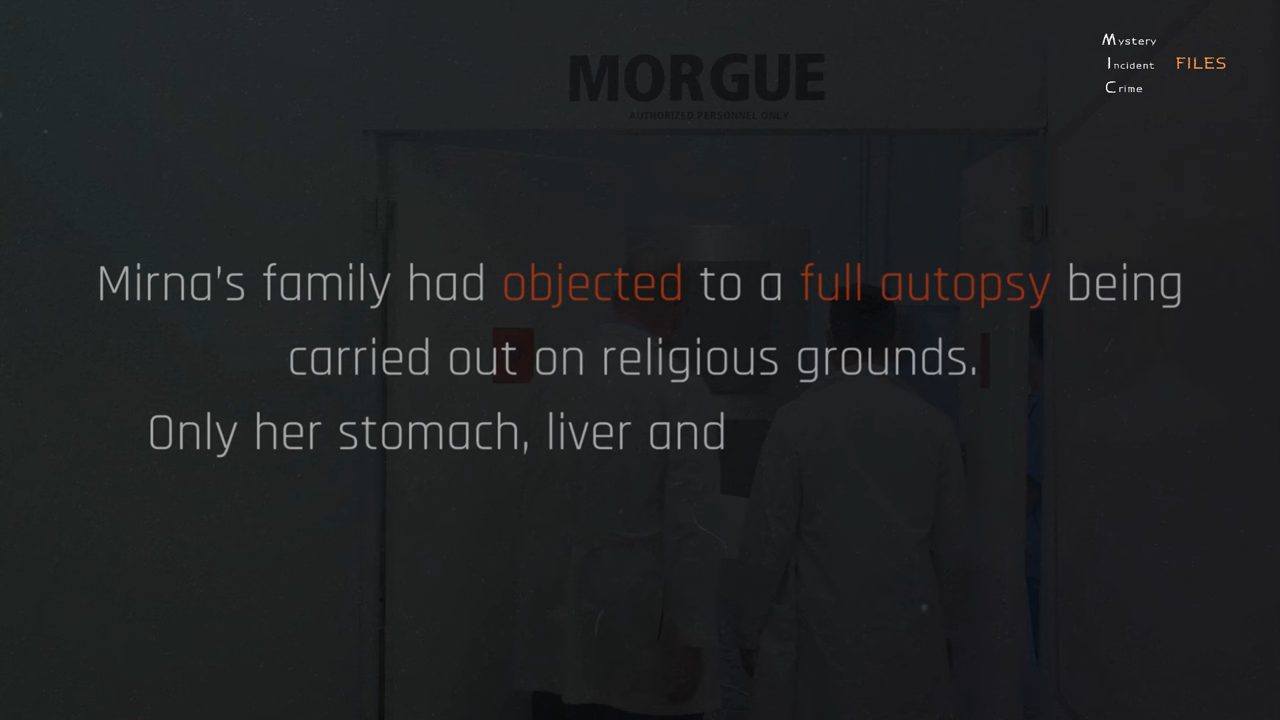 Mystery
Incident FILES
Crime
MORGUE
AUTHORIZED PERSONNEL ONLY
Mirna's family had objected to a full autopsy being
carried out on religious grounds.
Only her stomach, liver and